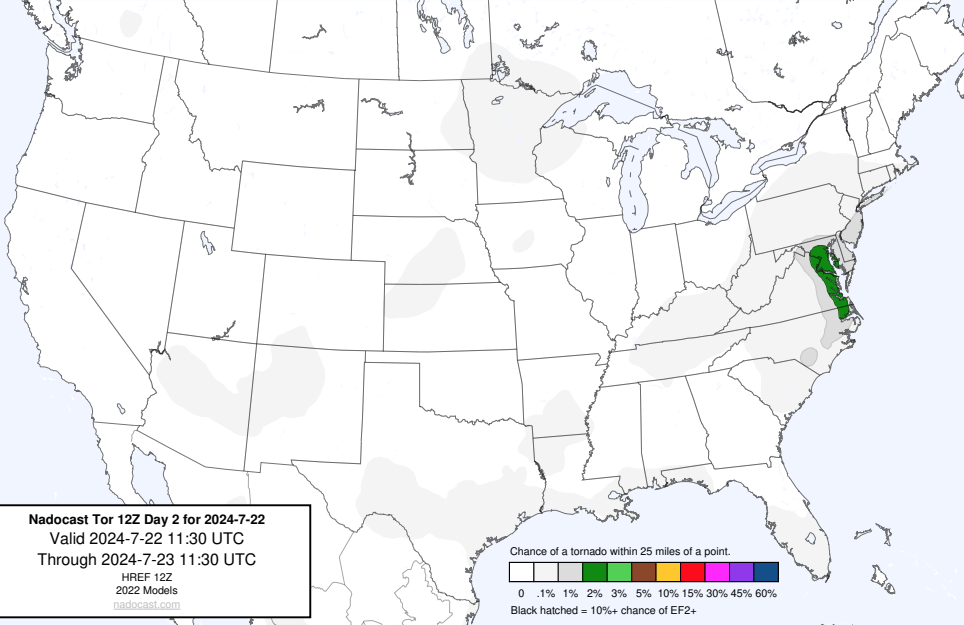 Nadocast Tor 12Z Day 2 for 2024-7-22
Valid 2024-7-22 11:30 UTC
Through 2024-7-23 11:30 UTC
HREF 12Z
2022 Models
nadocast.com
Chance of a tornado within 25 miles of a point.
0 .1% 1% 2% 3% 5% 10% 15% 30% 45% 60%
Black hatched = 10%+ chance of EF2+